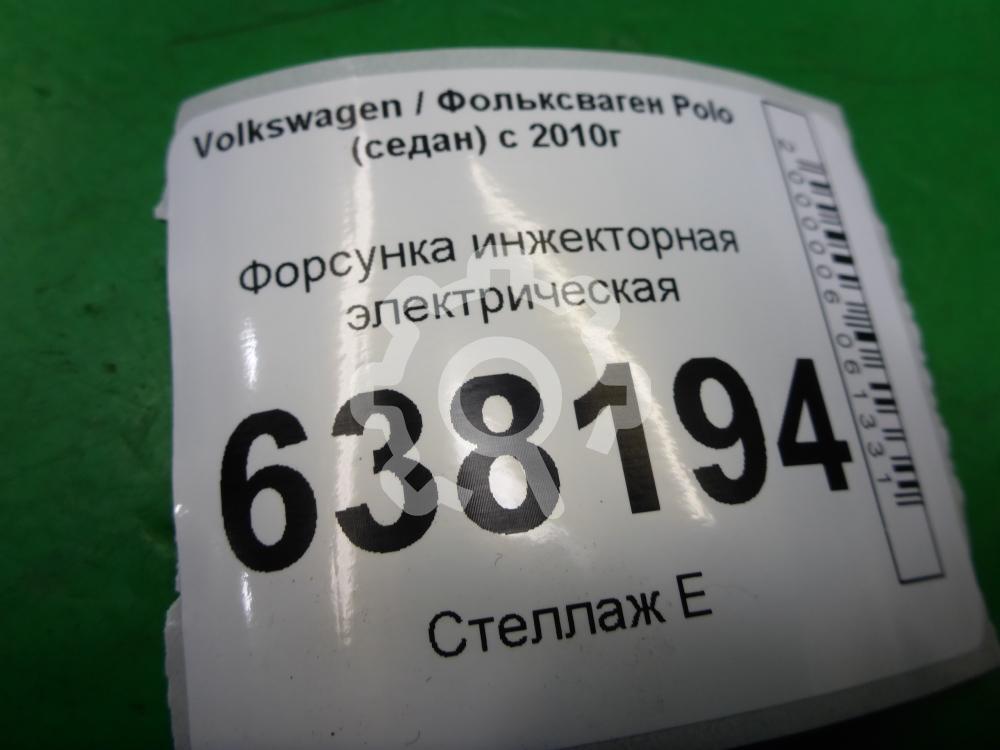 Volkswagen / Фольксваген Polo
(седан) с 2010г
Форсунка инжекторная
электрическая
638194
Стеллаж Е
2000006061331